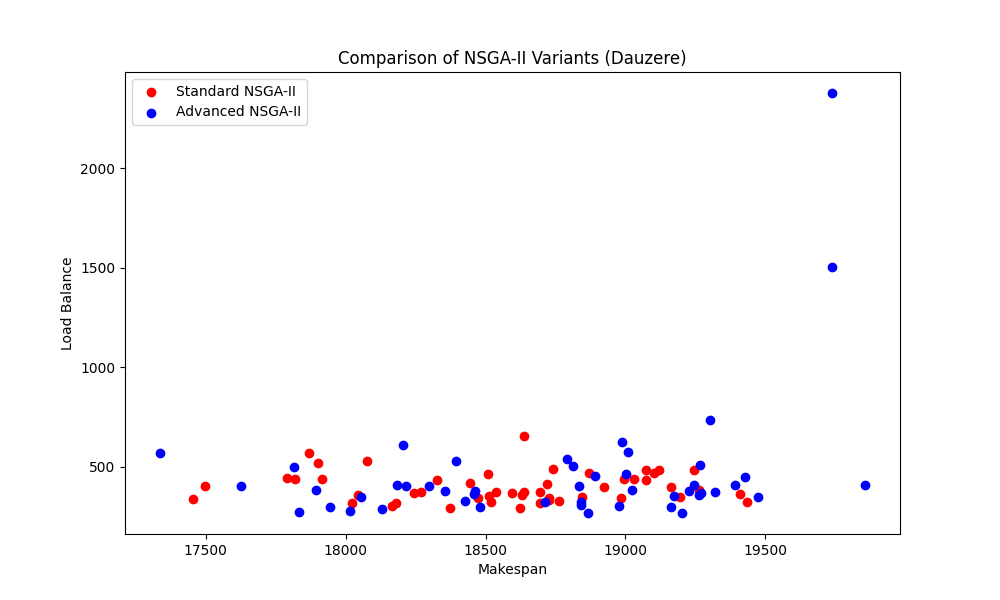 Comparison of NSGA-II Variants (Dauzere)
Standard NSGA-II
Advanced NSGA-II
2000
1500
1000
500
Load Balance
17500 18000 18500 19000 19500
Makespan